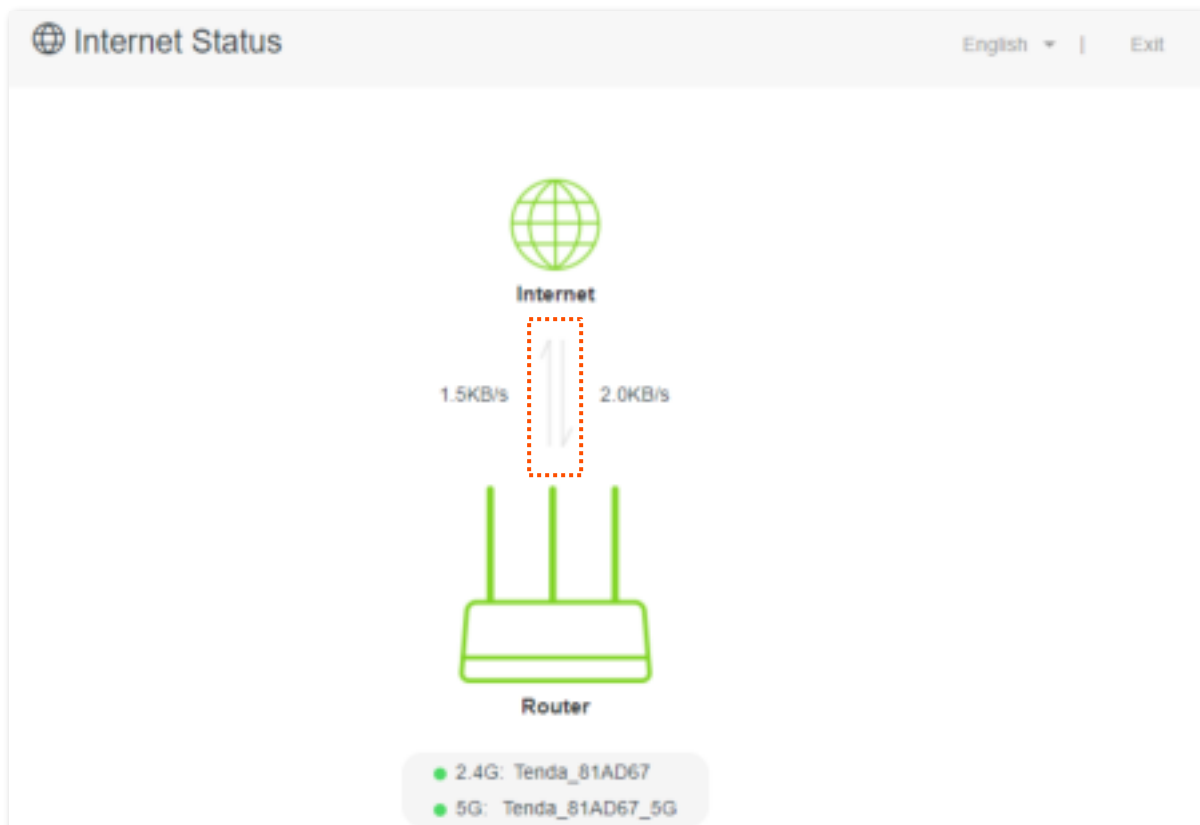 Internet Status
English | Exit
Internet
1.5KB/s 2.0KB/s
Router
2.4G: Tenda_81AD67
5G: Tenda_81AD67_5G